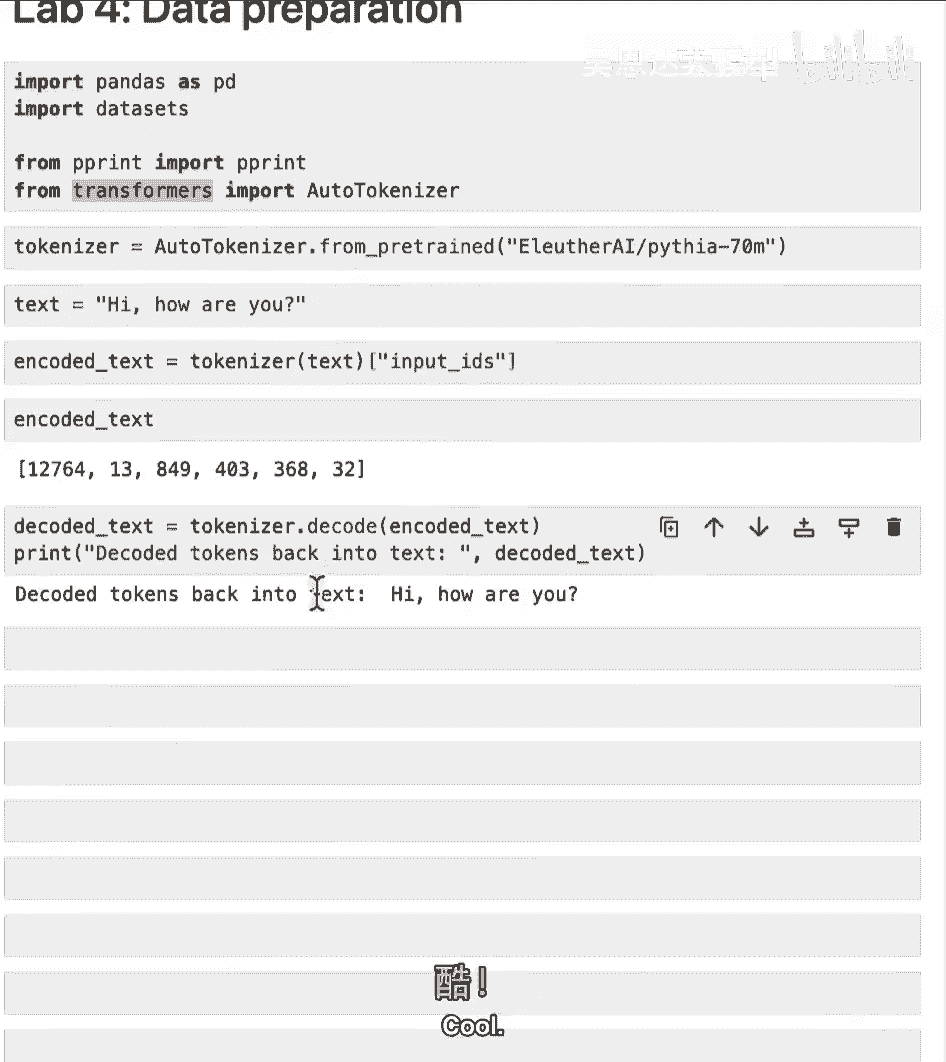 Lab 4: Data preparation
import pandas as pd
import datasets
from pprint import pprint
from transformers import AutoTokenizer
tokenizer = AutoTokenizer.from_pretrained("EleutherAI/pythia-70m")
text = "Hi, how are you?"
encoded_text = tokenizer(text)["input_ids"]
encoded_text
[12764, 13, 849, 403, 368, 32]
decoded_text = tokenizer.decode(encoded_text)
print("Decoded tokens back into text: ", decoded_text)
Decoded tokens back into text:  Hi, how are you?
酷！
Cool.